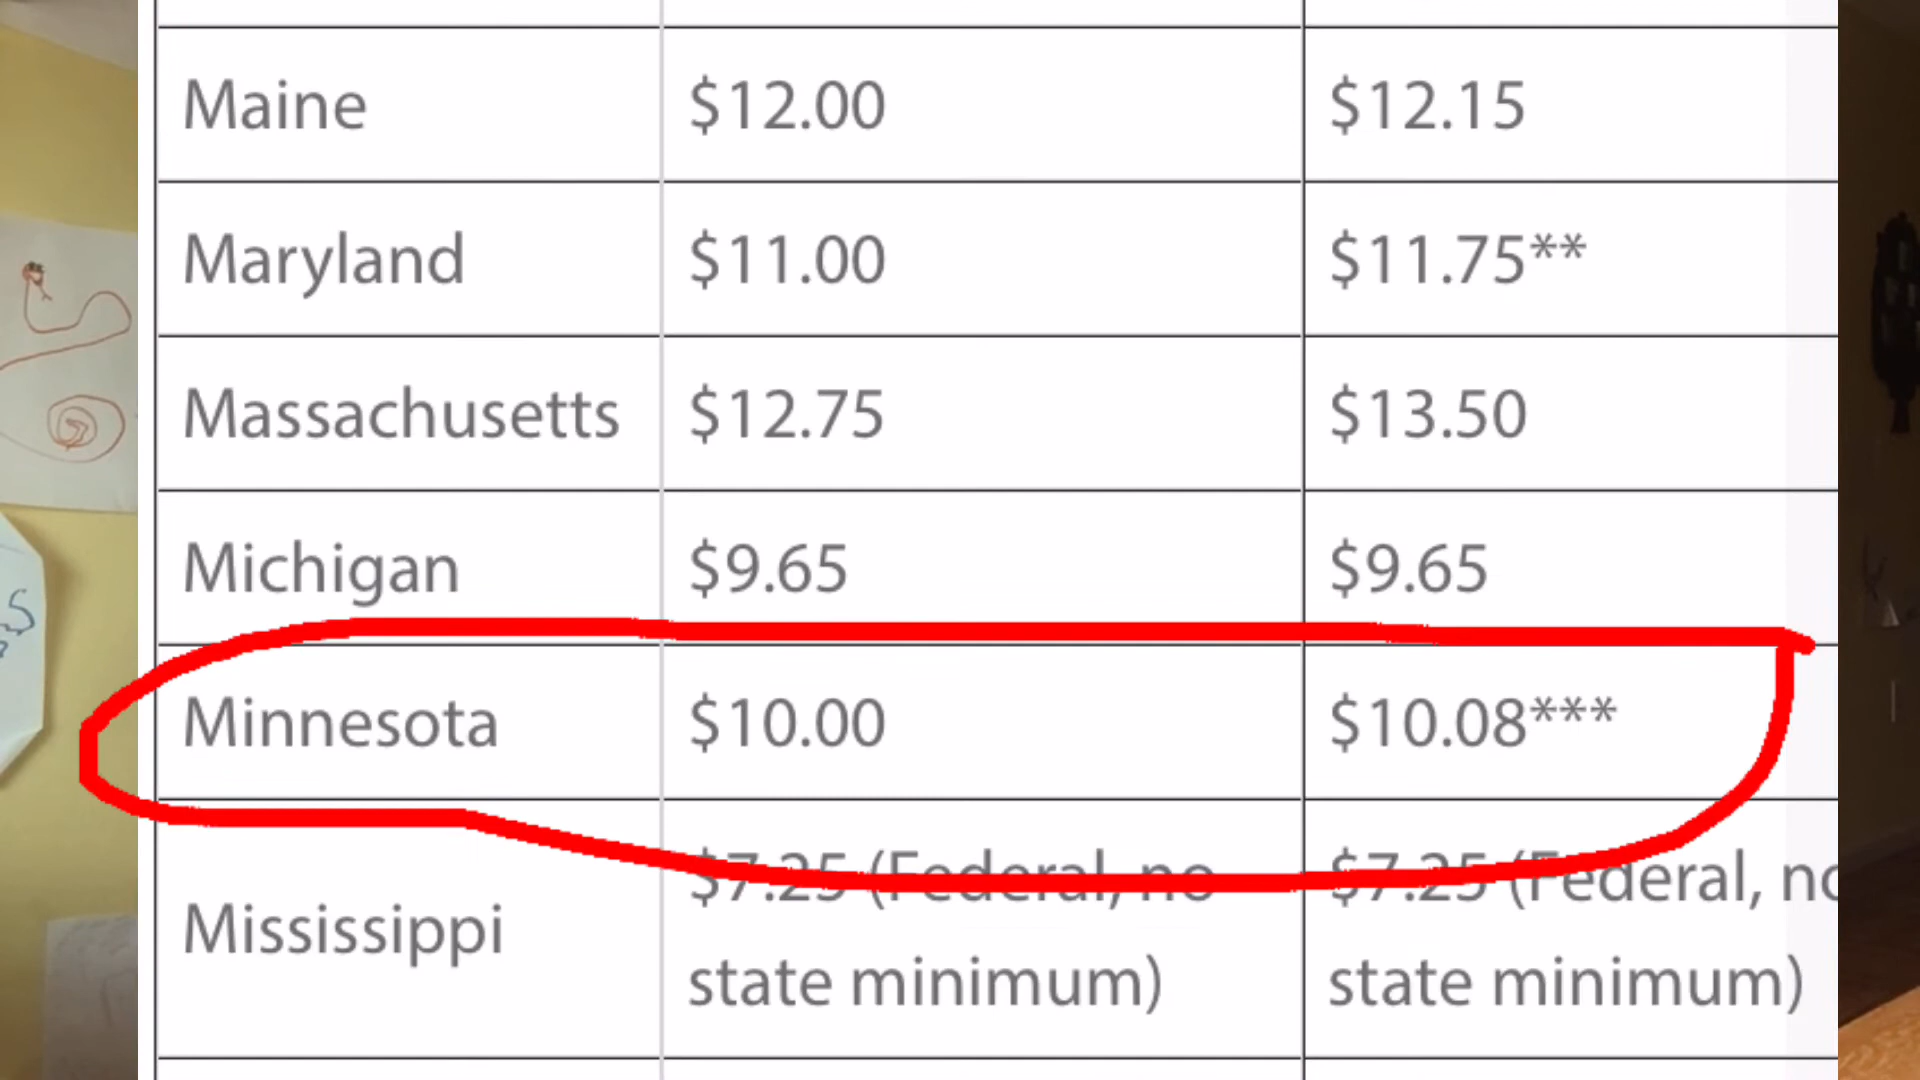 Maine $12.00 $12.15
Maryland $11.00 $11.75**
Massachusetts $12.75 $13.50
Michigan $9.65 $9.65
Minnesota $10.00 $10.08***
Mississippi $7.25 (Federal, no state minimum) $7.25 (Federal, no state minimum)